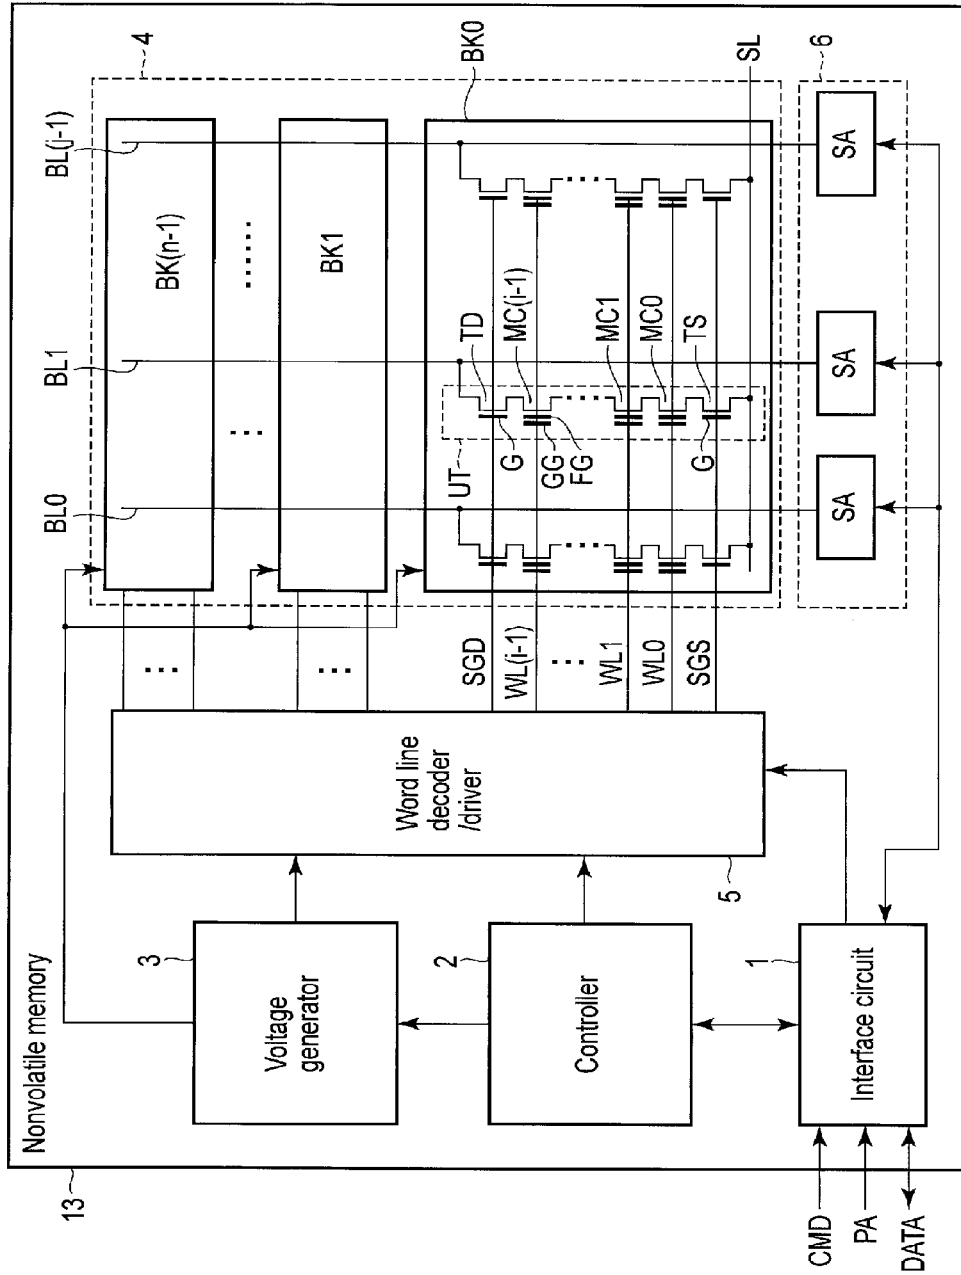 Nonvolatile memory
13
CMD
PA
DATA
Interface circuit
1
Controller
2
Voltage
generator
3
Word line
decoder
/driver
5
SGD
WL(i-1)
WL1
WL0
SGS
BL0
BL1
BL(j-1)
4
BK(n-1)
BK1
BK0
UT
G
GG
FG
G
TD
MC(i-1)
MC1
MC0
TS
SL
6
SA
SA
SA